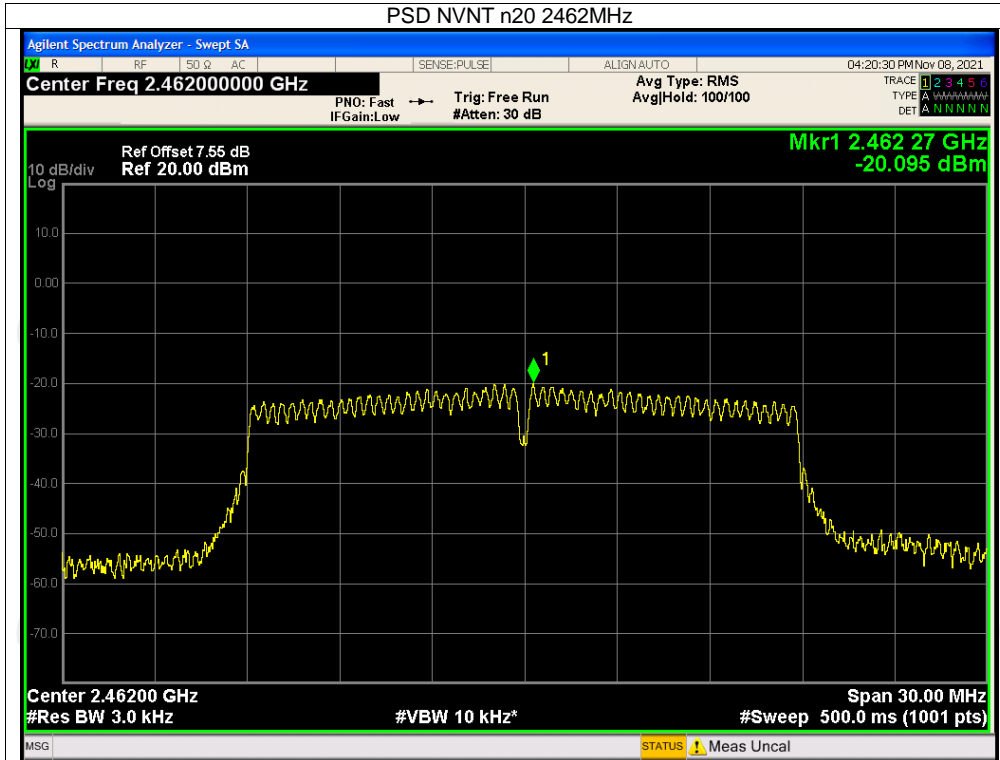 PSD NVNT n20 2462MHz
Agilent Spectrum Analyzer - Swept SA
LXI R RF 50 Ω AC SENSE:PULSE ALIGNAUTO 04:20:30 PM Nov 08, 2021
Center Freq 2.462000000 GHz Avg Type: RMS TRACE 1 2 3 4 5 6
PNO: Fast Trig: Free Run Avg|Hold: 100/100 TYPE A WWWWW
IFGain:Low #Atten: 30 dB DET A N N N N N
Mkr1 2.462 27 GHz
Ref Offset 7.55 dB
10 dB/div Ref 20.00 dBm -20.095 dBm
Log
10.0
0.00
-10.0
1
-20.0
-30.0
-40.0
-50.0
-60.0
-70.0
Center 2.46200 GHz Span 30.00 MHz
#Res BW 3.0 kHz #VBW 10 kHz* #Sweep 500.0 ms (1001 pts)
MSG STATUS Meas Uncal